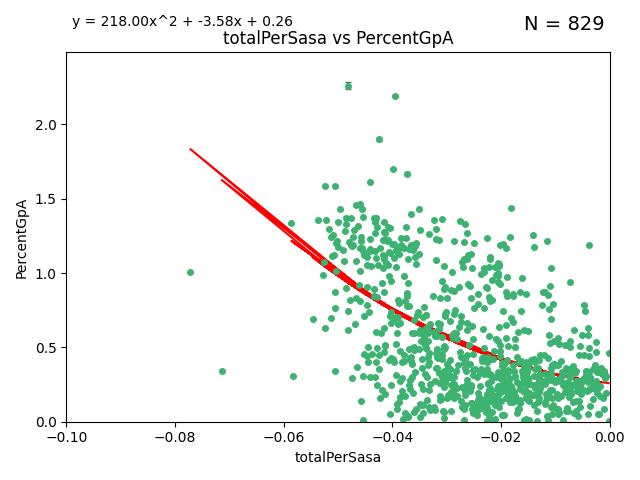 y = 218.00x^2 + -3.58x + 0.26
N = 829
totalPerSasa vs PercentGpA
PercentGpA
2.0
1.5
1.0
0.5
0.0
−0.10 −0.08 −0.06 −0.04 −0.02 0.00
totalPerSasa